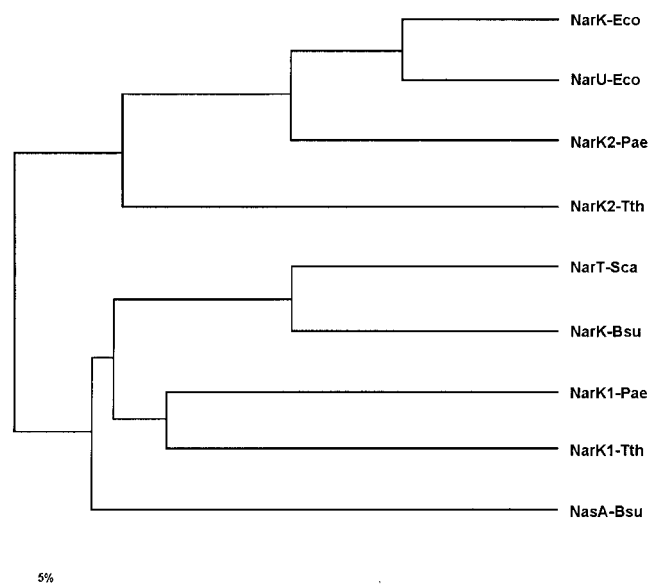 NarK-Eco
NarU-Eco
NarK2-Pae
NarK2-Tth
NarT-Sca
NarK-Bsu
NarK1-Pae
NarK1-Tth
NasA-Bsu
5%